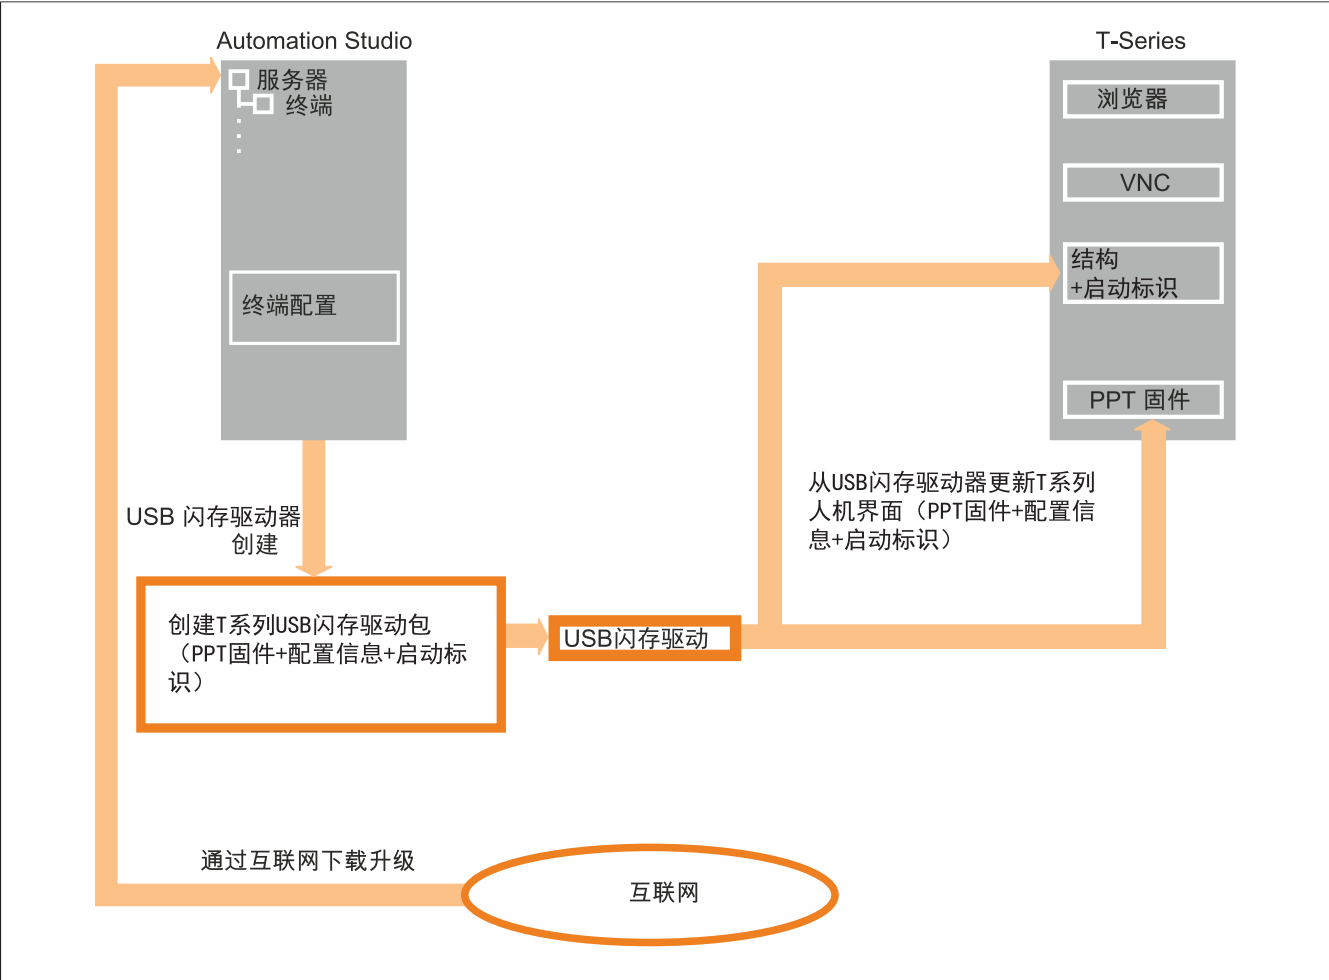 Automation Studio
服务器
终端
终端配置
T-Series
浏览器
VNC
结构
+启动标识
PPT 固件
USB 闪存驱动器
创建
从USB闪存驱动器更新T系列
人机界面（PPT固件+配置信
息+启动标识）
创建T系列USB闪存驱动包
（PPT固件+配置信息+启动标
识）
USB闪存驱动
通过互联网下载升级
互联网